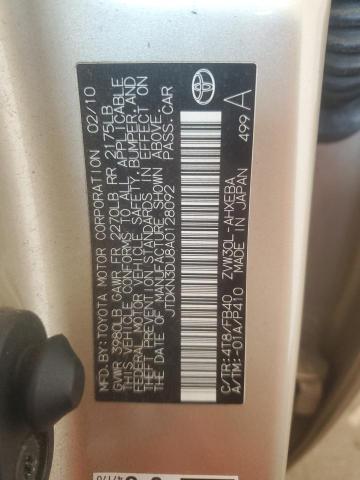 MFD.BY:TOYOTA MOTOR CORPORATION 02/10
GVWR 3980LB GAWR FR 2270LB RR 2175LB
THIS VEHICLE CONFORMS TO ALL APPLICABLE
FEDERAL MOTOR VEHICLE SAFETY, BUMPER, AND
THEFT PREVENTION STANDARDS IN EFFECT ON
THE DATE OF MANUFACTURE SHOWN ABOVE.
JTDKN3DU8A0128092 PASS.CAR
C/TR:4T8/FB40 ZVW30L-AHXEBA
A/TM:-01A/P410 MADE IN JAPAN
499 A